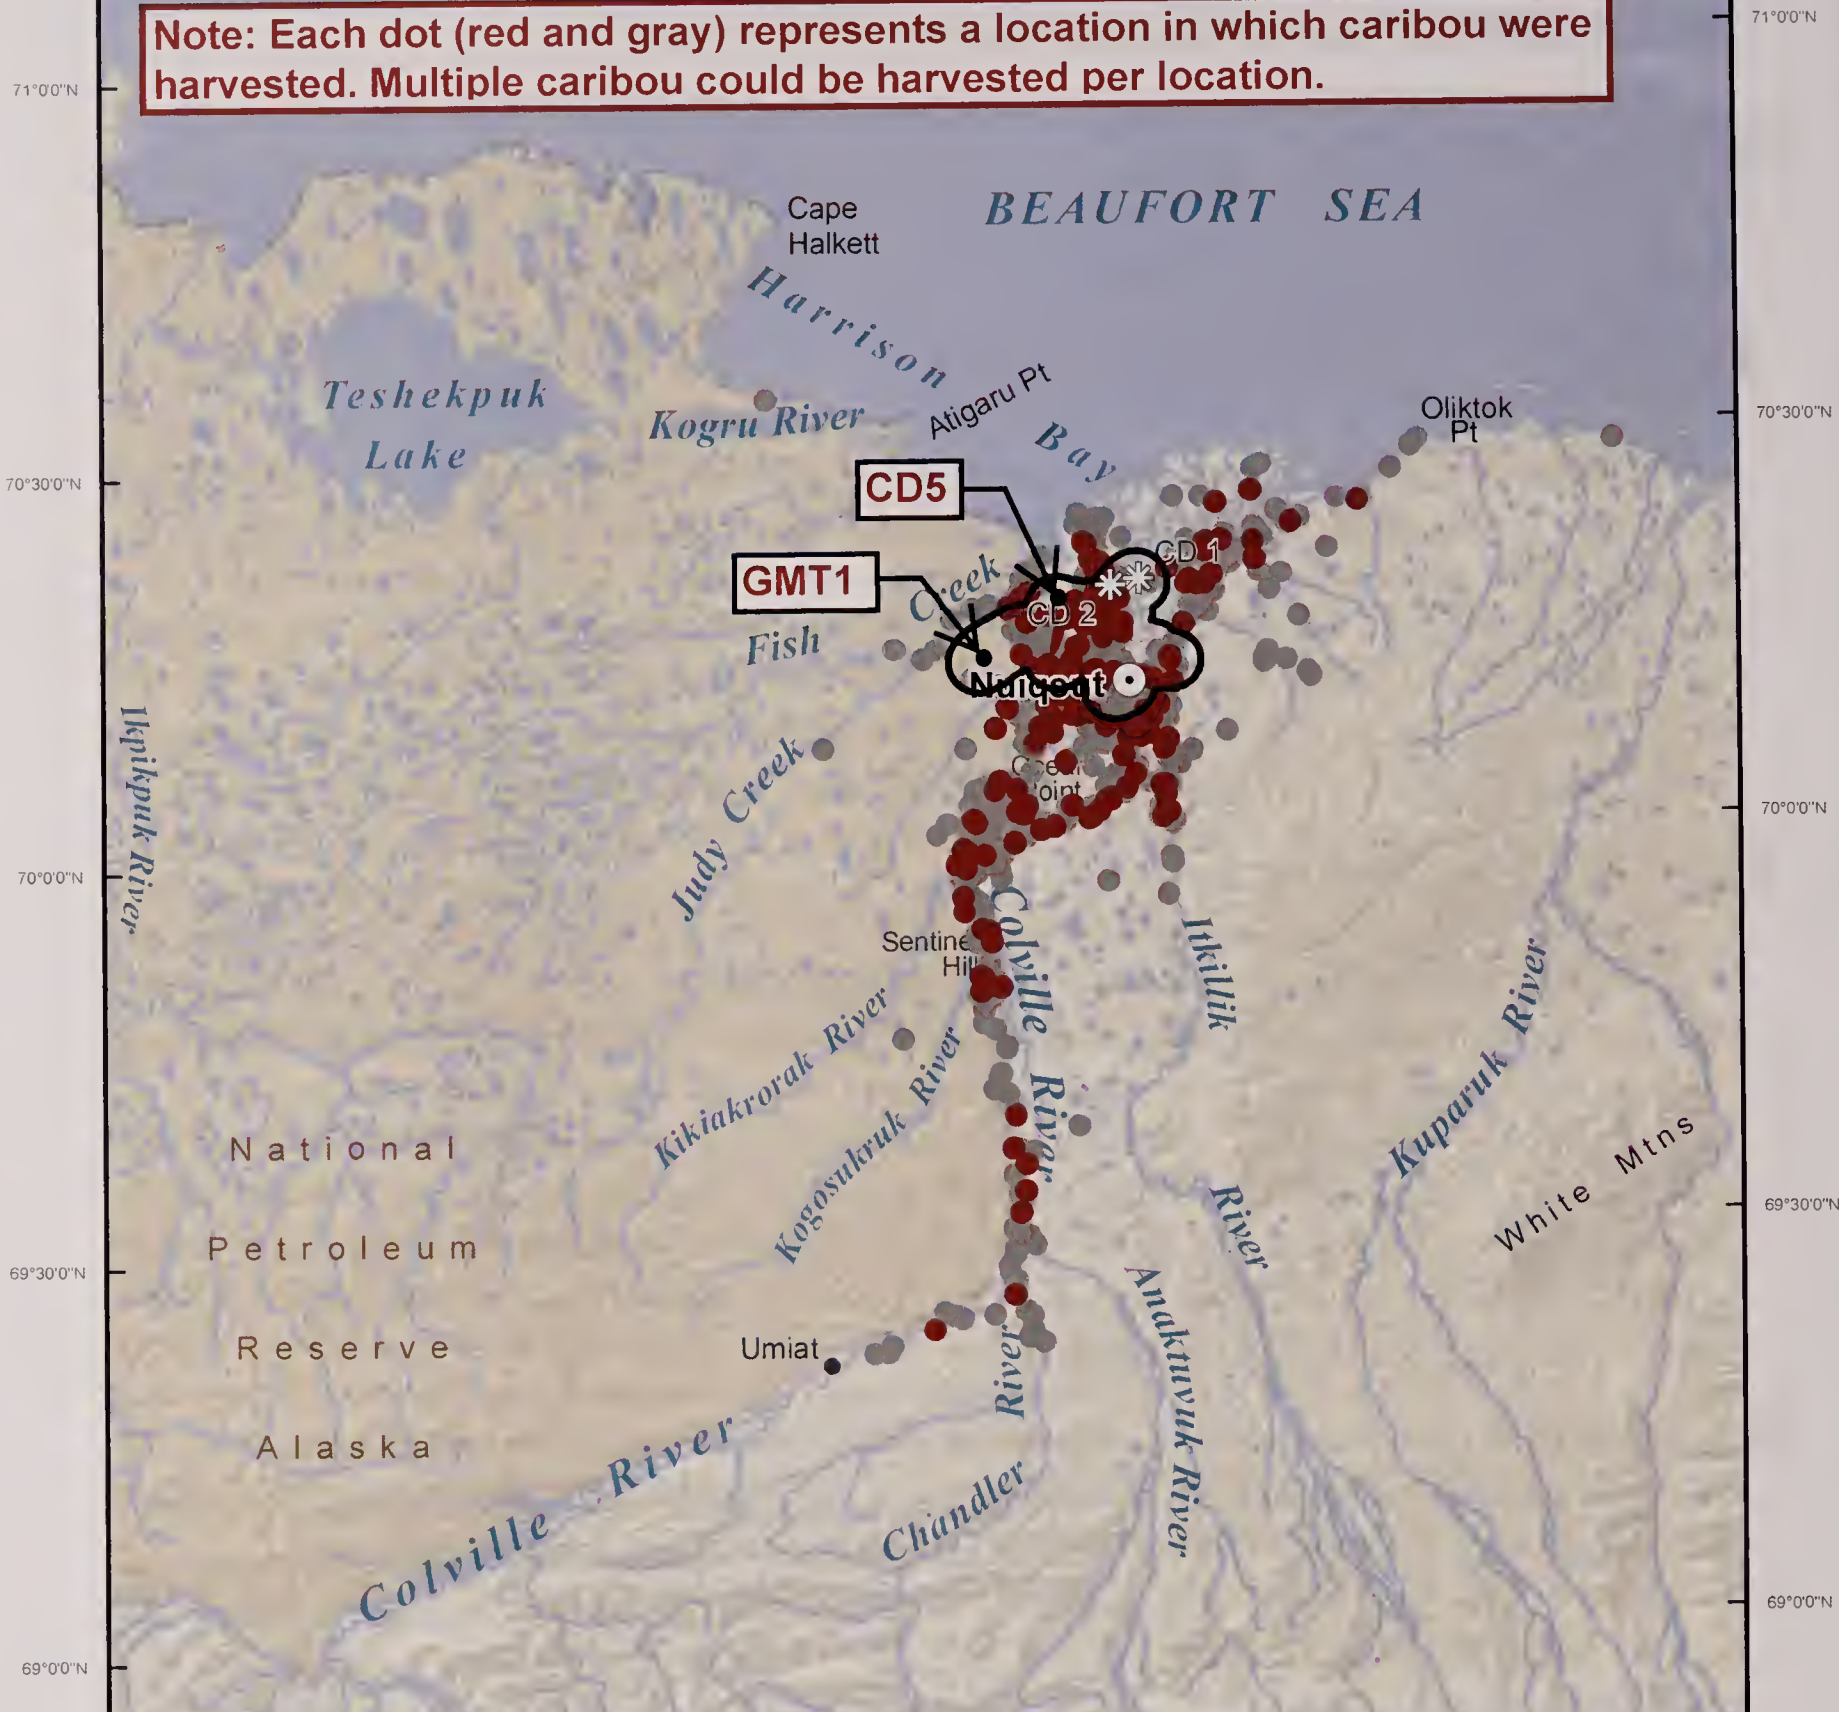 Note: Each dot (red and gray) represents a location in which caribou were
harvested. Multiple caribou could be harvested per location.
71°0'0"N
71°0'0"N
Cape
Halkett
BEAUFORT SEA
Harrison
Bay
Teshekpuk
Lake
Kogru River
Atigaru Pt
Oliktok
Pt
70°30'0"N
70°30'0"N
CD5
GMT1
CD 1
CD 2
Fish Creek
Nuiqsut
Judy Creek
Ikpikpuk River
Ocean
Point
70°0'0"N
70°0'0"N
Sentinel
Hill
Colville River
Itkillik
River
Kikiakrorak River
Kogosukruk River
Kuparuk River
White Mtns
National
Petroleum
Reserve
Alaska
69°30'0"N
69°30'0"N
Umiat
Anaktuvuk River
Chandler
River
Colville River
69°0'0"N
69°0'0"N